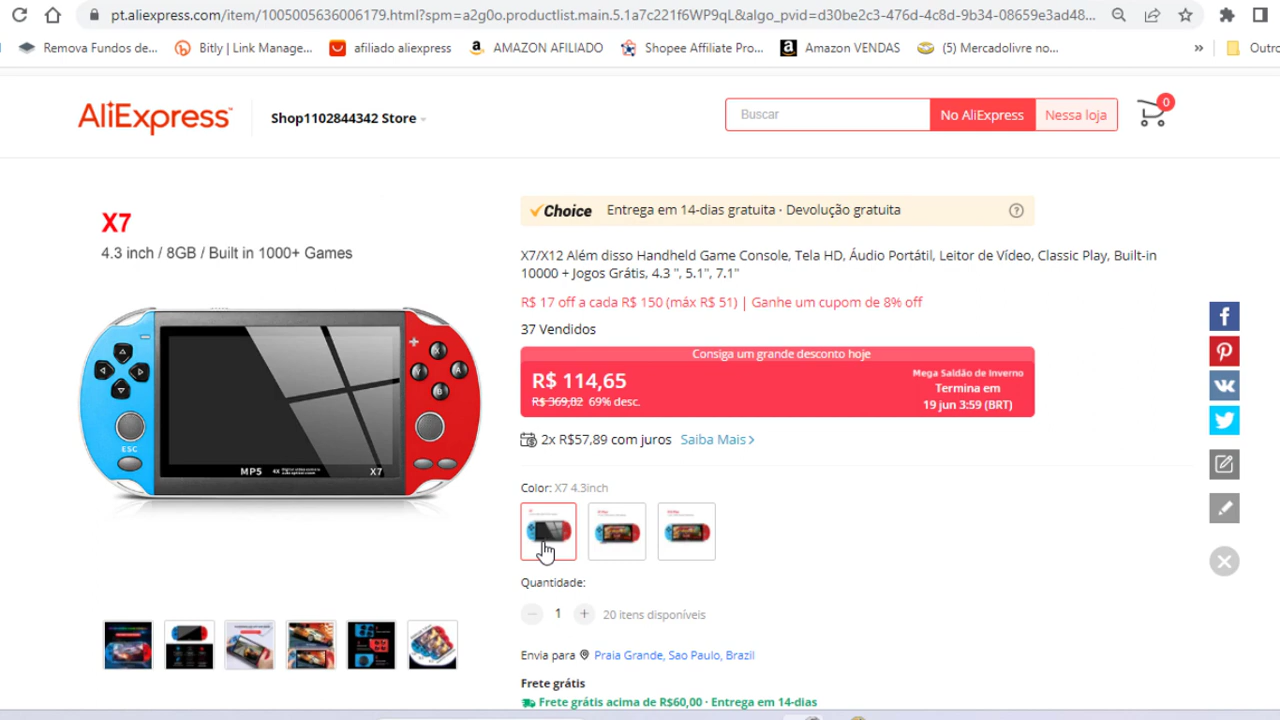 pt.aliexpress.com/item/1005005636006179.html?spm=a2g0o.productlist.main.5.1a7c221f6WP9qL&algo_pvid=d30be2c3-476d-4c8d-9b34-08659e3ad48...
Remova Fundos de...
Bitly | Link Manage...
afiliado aliexpress
AMAZON AFILIADO
Shopee Affiliate Pro...
Amazon VENDAS
(5) Mercadolivre no...
»
Outro
AliExpress
Shop1102844342 Store
Buscar
No AliExpress
Nessa loja
0
X7
4.3 inch / 8GB / Built in 1000+ Games
ESC
X
A
B
MP5
4X
X7
Choice
Entrega em 14-dias gratuita · Devolução gratuita
X7/X12 Além disso Handheld Game Console, Tela HD, Áudio Portátil, Leitor de Vídeo, Classic Play, Built-in
10000 + Jogos Grátis, 4.3 ", 5.1", 7.1"
R$ 17 off a cada R$ 150 (máx R$ 51) | Ganhe um cupom de 8% off
37 Vendidos
Consiga um grande desconto hoje
R$ 114,65
R$ 369,82 69% desc.
Mega Saldão de Inverno
Termina em
19 jun 3:59 (BRT)
2x R$57,89 com juros
Saiba Mais
Color: X7 4.3inch
Quantidade:
1
20 itens disponíveis
Envia para
Praia Grande, Sao Paulo, Brazil
Frete grátis
Frete grátis acima de R$60,00 · Entrega em 14-dias